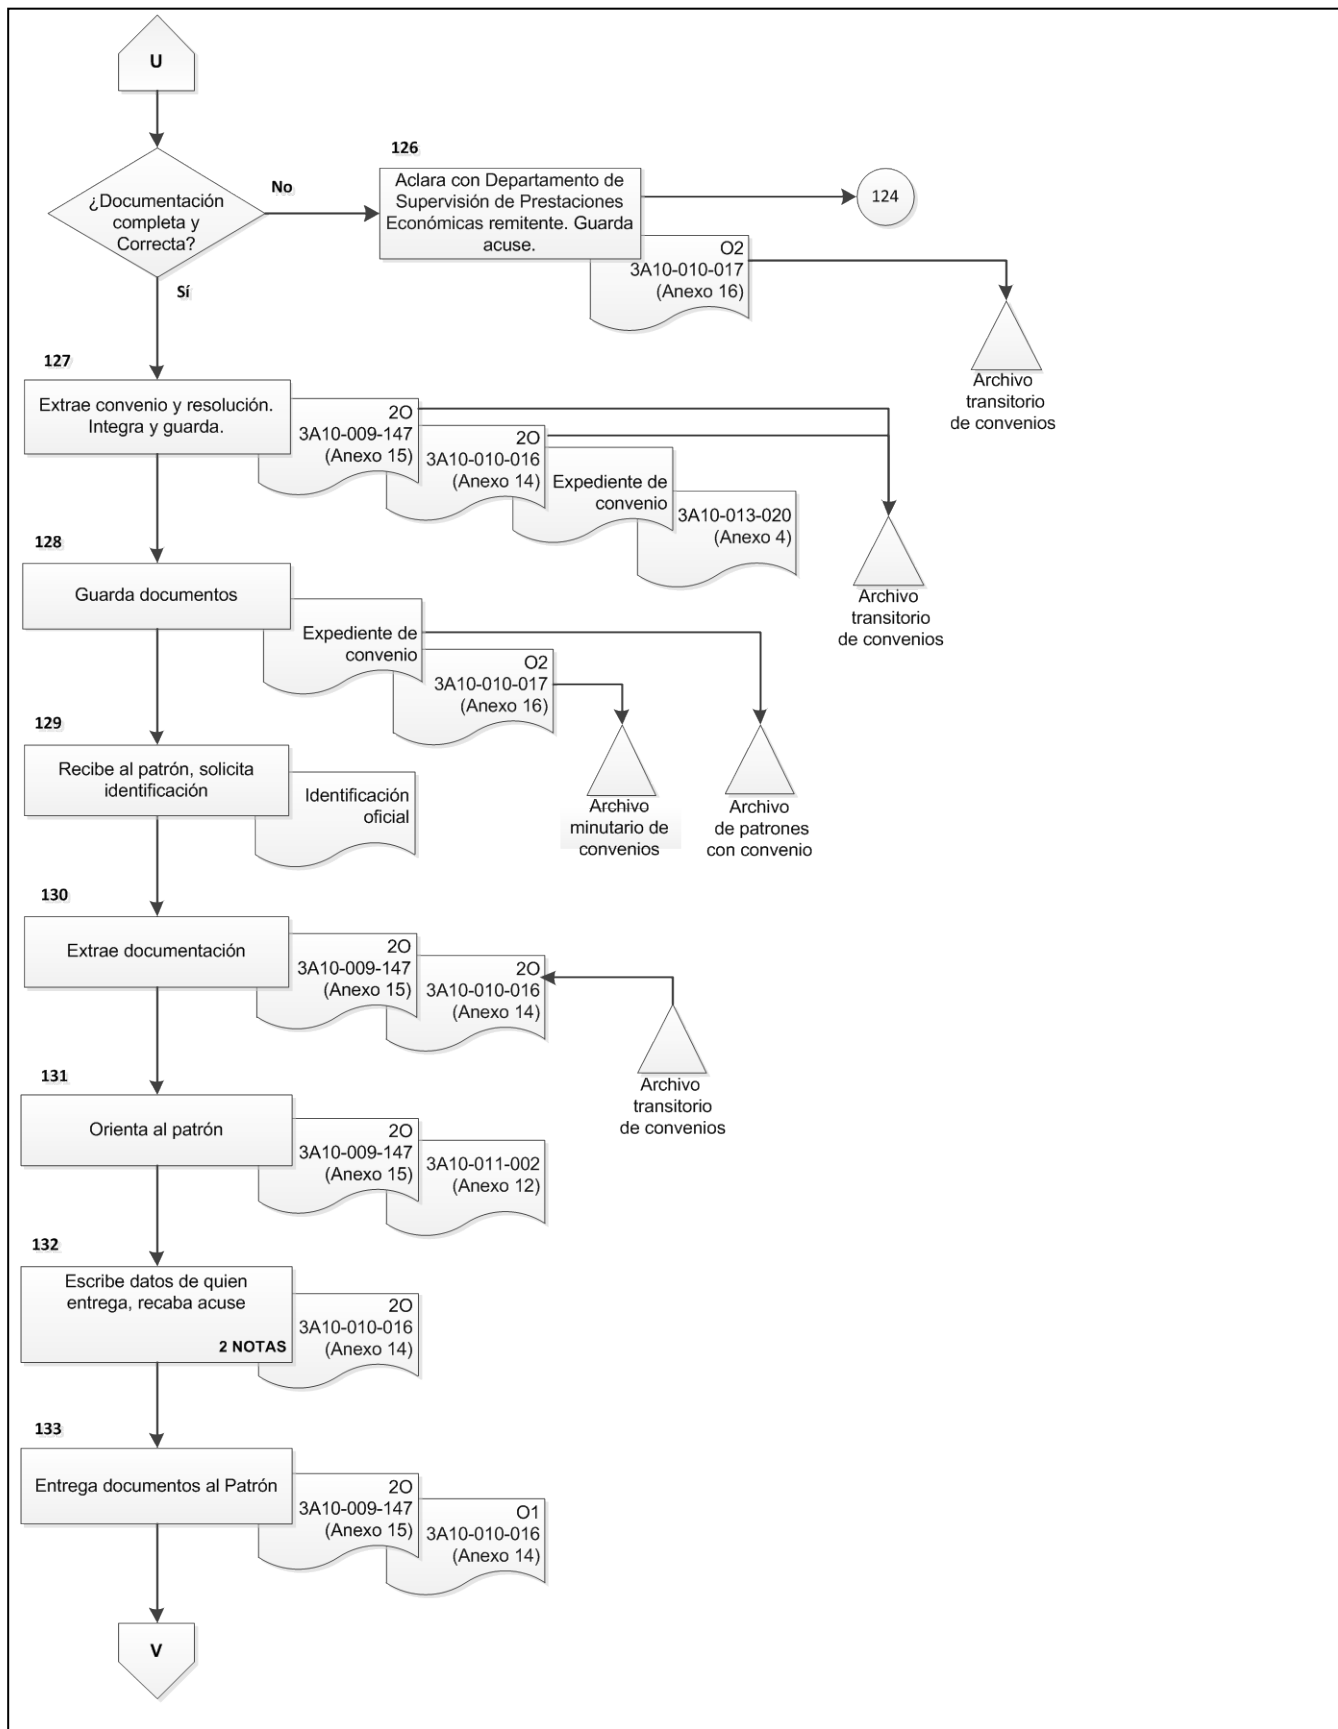 U
¿Documentación
completa y
Correcta?
No
Sí
126
Aclara con Departamento de
Supervisión de Prestaciones
Económicas remitente. Guarda
acuse.
124
O2
3A10-010-017
(Anexo 16)
Archivo
transitorio
de convenios
127
Extrae convenio y resolución.
Integra y guarda.
2O
3A10-009-147
(Anexo 15)
2O
3A10-010-016
(Anexo 14)
Expediente de
convenio
3A10-013-020
(Anexo 4)
Archivo
transitorio
de convenios
128
Guarda documentos
Expediente de
convenio
O2
3A10-010-017
(Anexo 16)
Archivo
minutario de
convenios
Archivo
de patrones
con convenio
129
Recibe al patrón, solicita
identificación
Identificación
oficial
130
Extrae documentación
2O
3A10-009-147
(Anexo 15)
2O
3A10-010-016
(Anexo 14)
Archivo
transitorio
de convenios
131
Orienta al patrón
2O
3A10-009-147
(Anexo 15)
3A10-011-002
(Anexo 12)
132
Escribe datos de quien
entrega, recaba acuse
2 NOTAS
2O
3A10-010-016
(Anexo 14)
133
Entrega documentos al Patrón
2O
3A10-009-147
(Anexo 15)
O1
3A10-010-016
(Anexo 14)
V